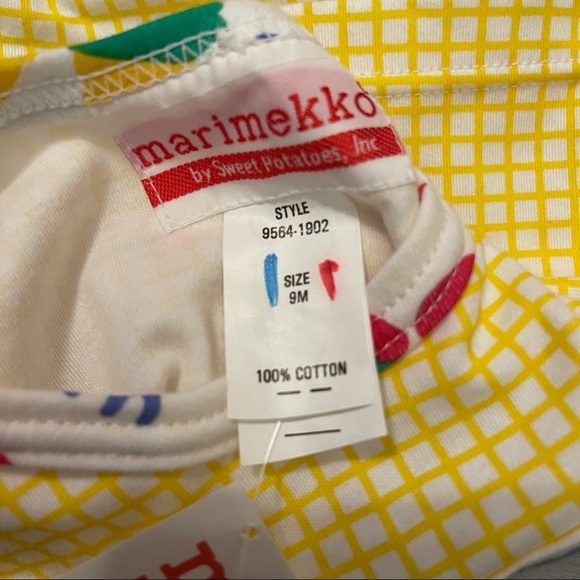 marimekko
by Sweet Potatoes, Inc
STYLE
9564-1902
SIZE
9M
100% COTTON